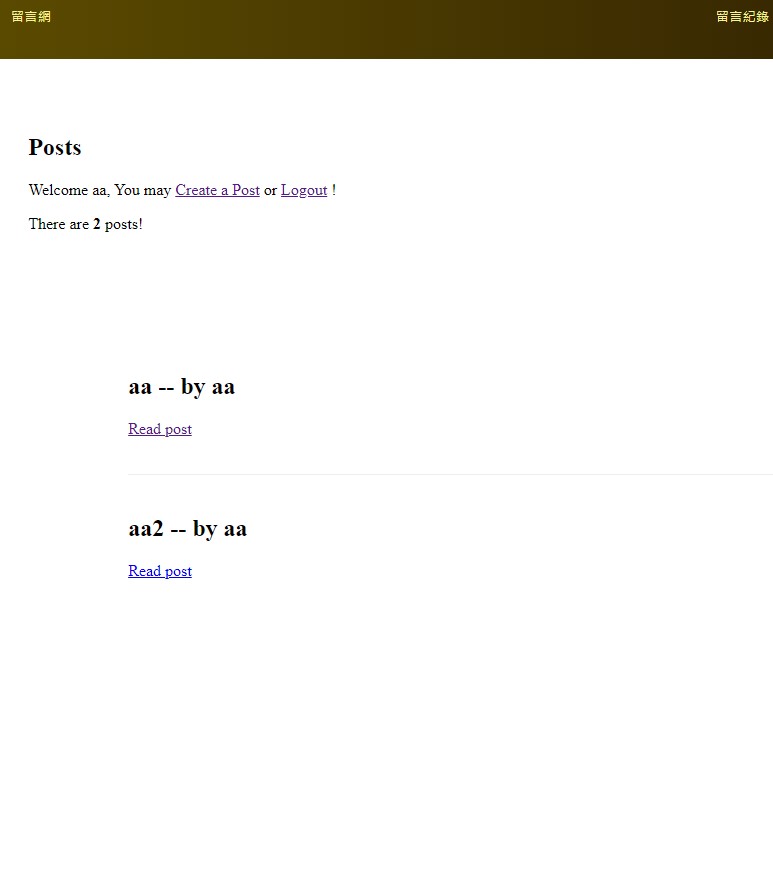 留言網
留言紀錄
Posts
Welcome aa, You may Create a Post or Logout !
There are 2 posts!
aa -- by aa
Read post
aa2 -- by aa
Read post